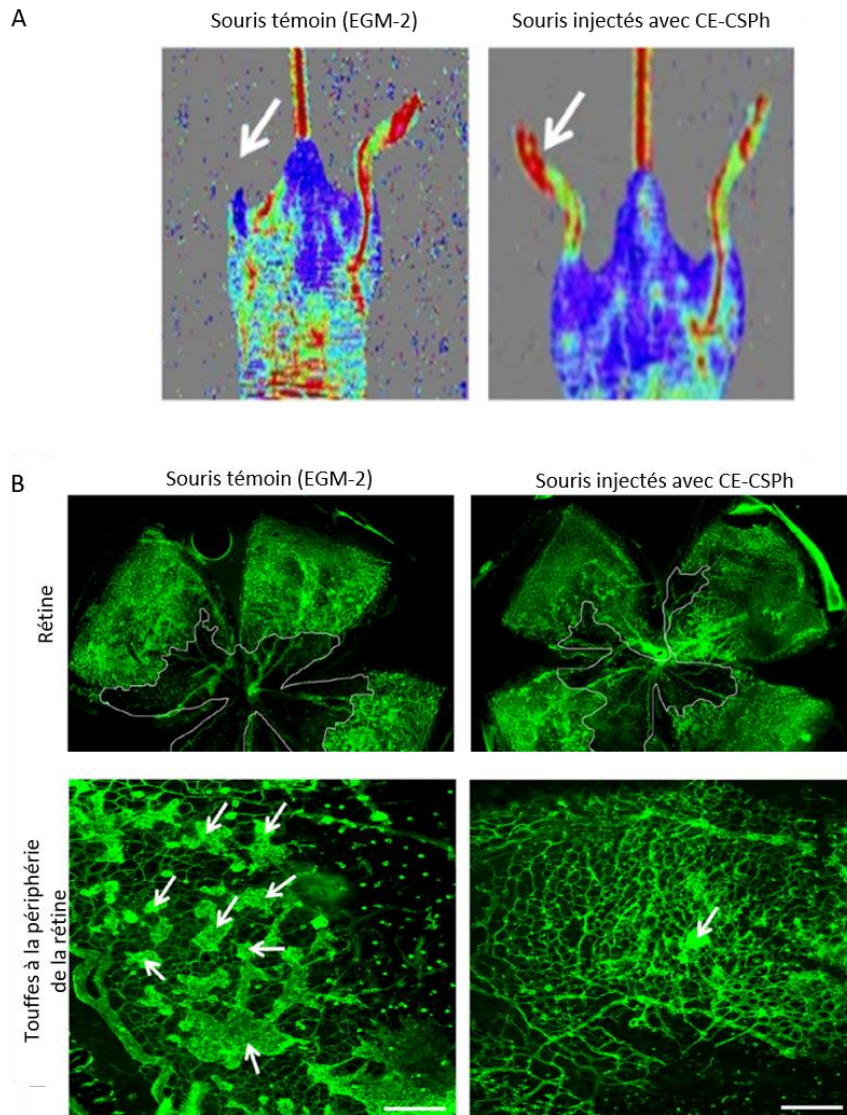 A
Souris témoin (EGM-2)
Souris injectés avec CE-CSPh
B
Souris témoin (EGM-2)
Souris injectés avec CE-CSPh
Rétine
Touffes à la périphérie
de la rétine